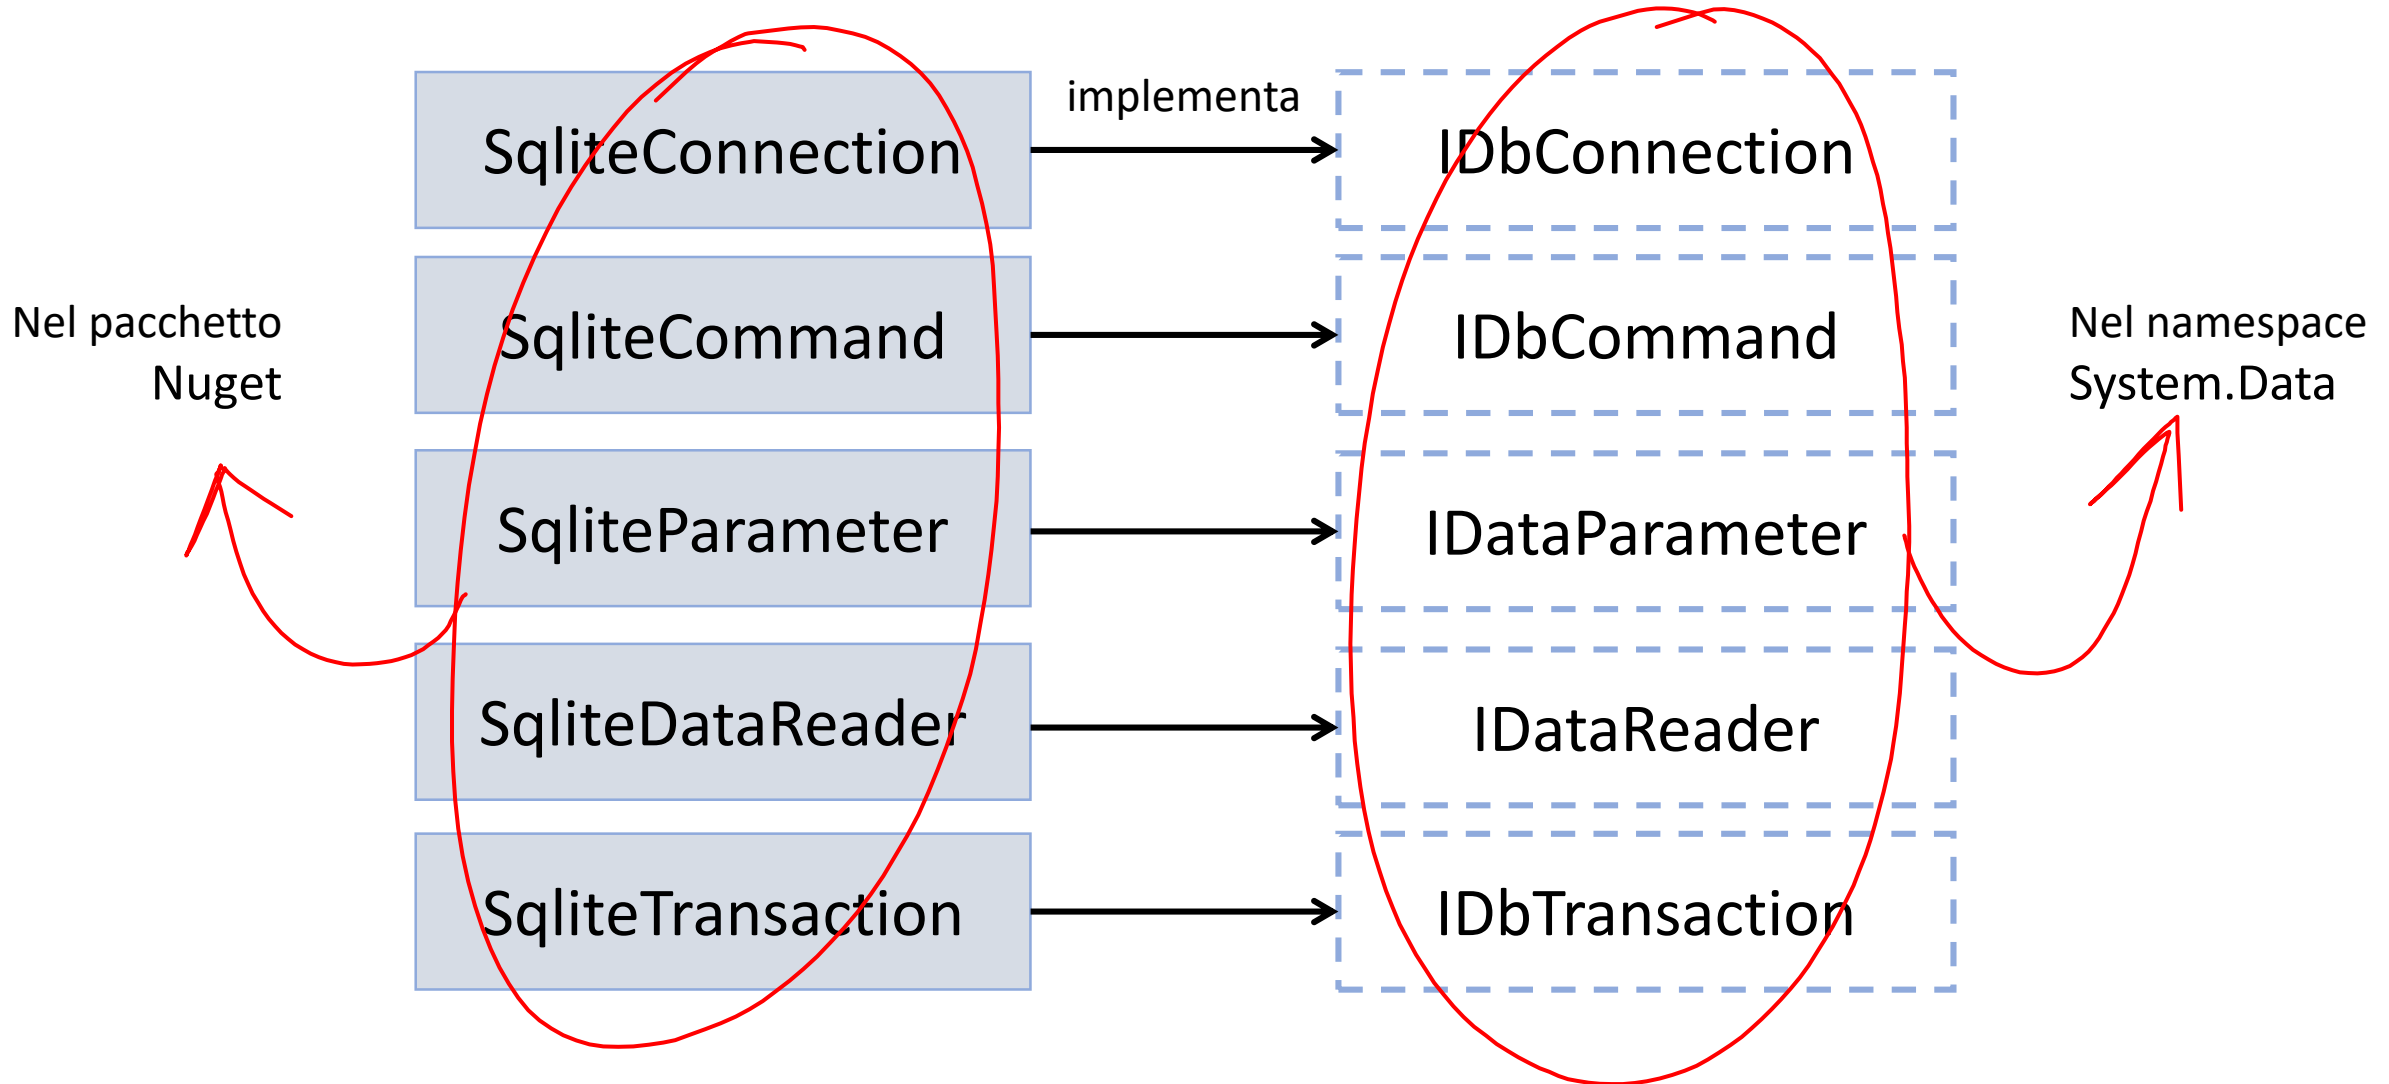 implementa
SqliteConnection
IDbConnection
Nel pacchetto
Nuget
SqliteCommand
IDbCommand
Nel namespace
System.Data
SqliteParameter
IDataParameter
SqliteDataReader
IDataReader
SqliteTransaction
IDbTransaction